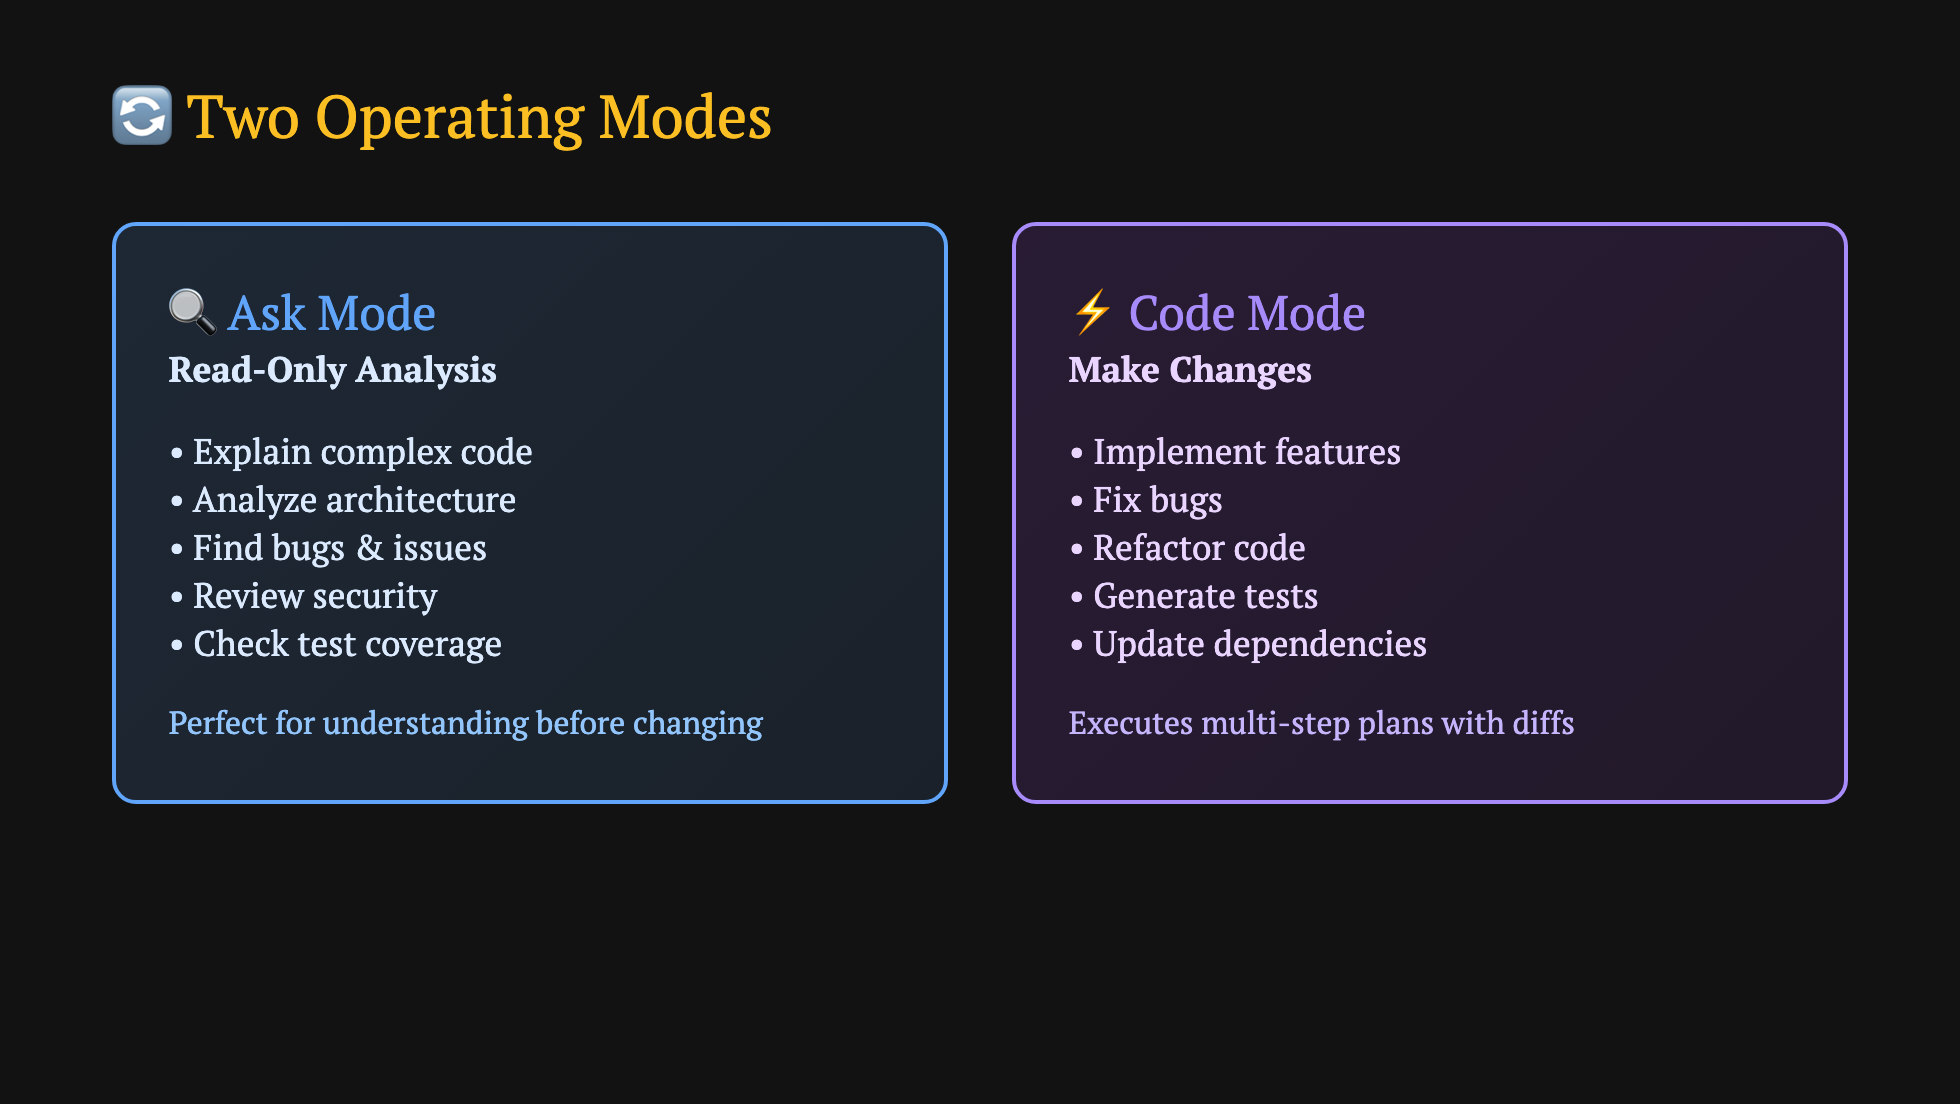 Two Operating Modes
Ask Mode
Read-Only Analysis
• Explain complex code
• Analyze architecture
• Find bugs & issues
• Review security
• Check test coverage
Perfect for understanding before changing
Code Mode
Make Changes
• Implement features
• Fix bugs
• Refactor code
• Generate tests
• Update dependencies
Executes multi-step plans with diffs